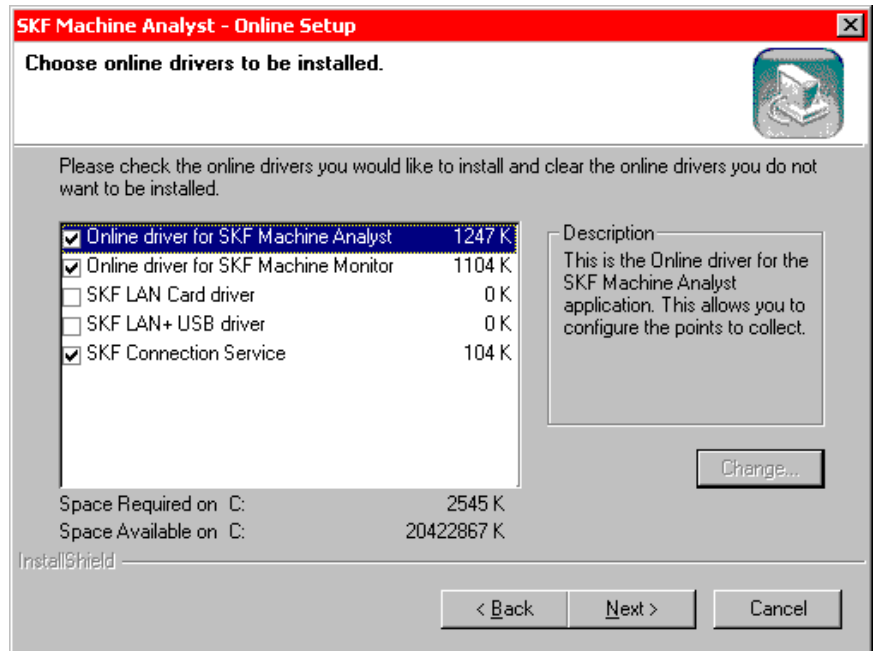 SKF Machine Analyst - Online Setup
Choose online drivers to be installed.
Please check the online drivers you would like to install and clear the online drivers you do not
want to be installed.
Online driver for SKF Machine Analyst 1247 K
Online driver for SKF Machine Monitor 1104 K
SKF LAN Card driver 0 K
SKF LAN+ USB driver 0 K
SKF Connection Service 104 K
Description
This is the Online driver for the
SKF Machine Analyst
application. This allows you to
configure the points to collect.
Change...
Space Required on C: 2545 K
Space Available on C: 20422867 K
InstallShield
< Back Next > Cancel